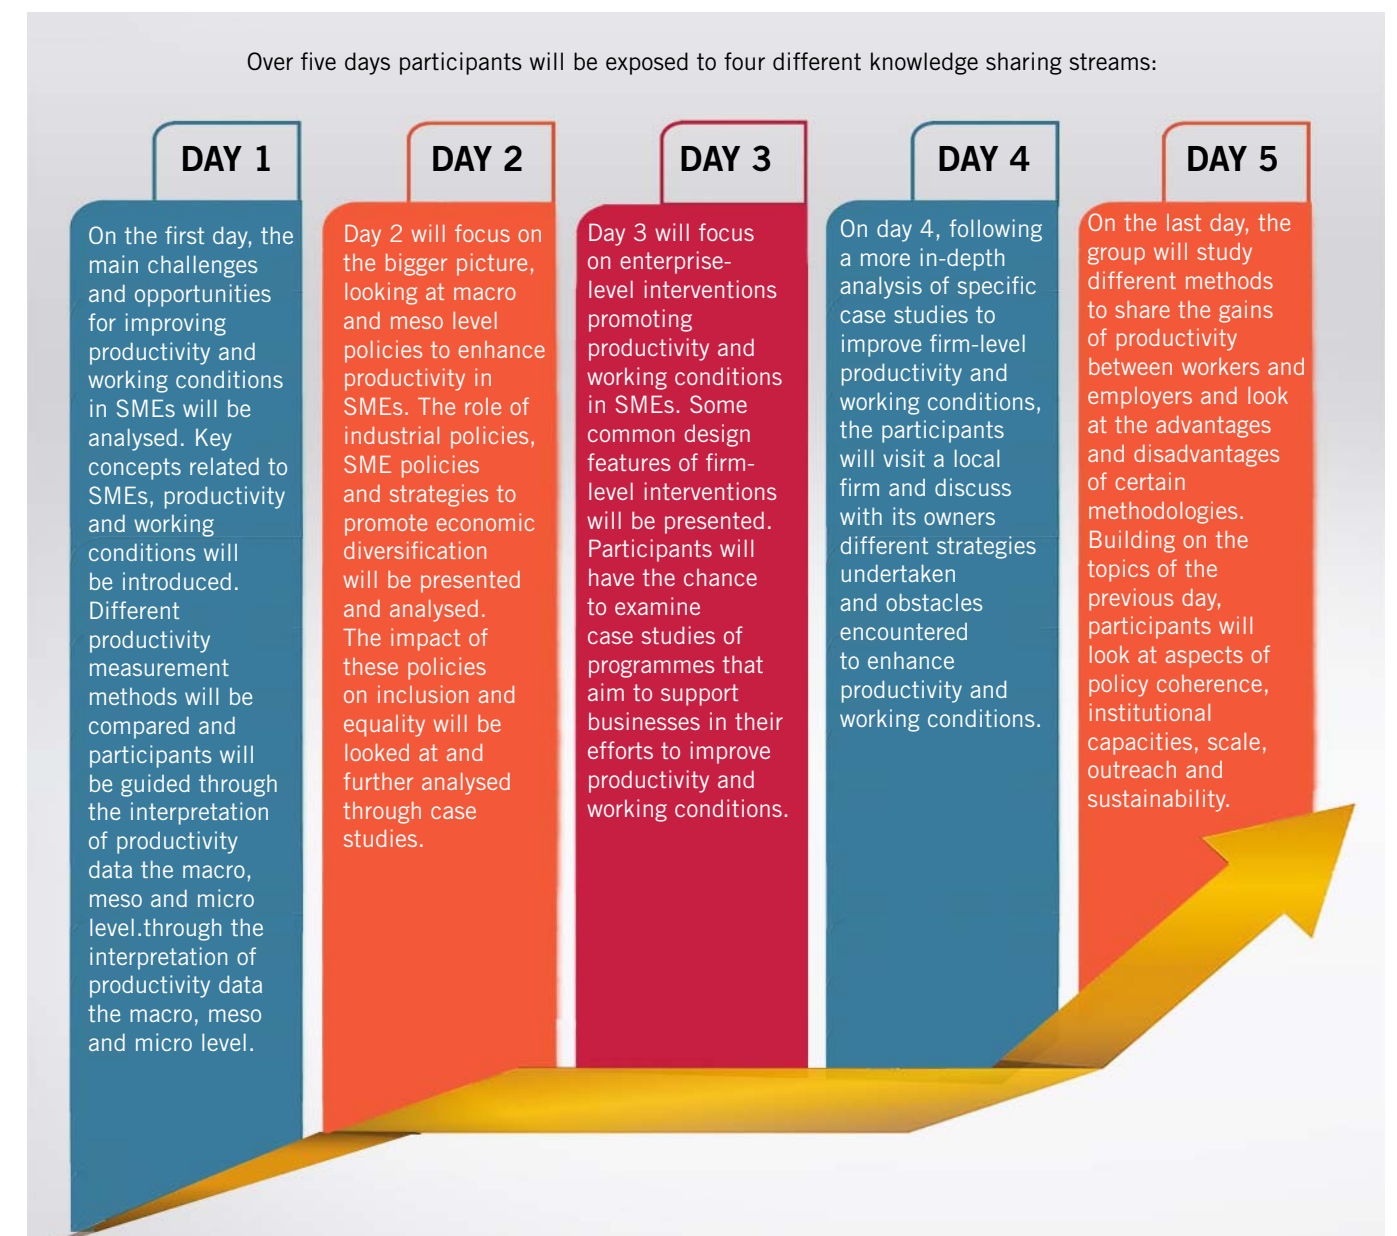 Over five days participants will be exposed to four different knowledge sharing streams:
DAY 1
On the first day, the
main challenges
and opportunities
for improving
productivity and
working conditions
in SMEs will be
analysed. Key
concepts related to
SMEs, productivity
and working
conditions will
be introduced.
Different
productivity
measurement
methods will be
compared and
participants will
be guided through
the interpretation
of productivity
data the macro,
meso and micro
level.through the
interpretation of
productivity data
the macro, meso
and micro level.
DAY 2
Day 2 will focus on
the bigger picture,
looking at macro
and meso level
policies to enhance
productivity in
SMEs. The role of
industrial policies,
SME policies
and strategies to
promote economic
diversification
will be presented
and analysed.
The impact of
these policies
on inclusion and
equality will be
looked at and
further analysed
through case
studies.
DAY 3
Day 3 will focus
on enterprise-
level interventions
promoting
productivity and
working conditions
in SMEs. Some
common design
features of firm-
level interventions
will be presented.
Participants will
have the chance
to examine
case studies of
programmes that
aim to support
businesses in their
efforts to improve
productivity and
working conditions.
DAY 4
On day 4, following
a more in-depth
analysis of specific
case studies to
improve firm-level
productivity and
working conditions,
the participants
will visit a local
firm and discuss
with its owners
different strategies
undertaken
and obstacles
encountered
to enhance
productivity and
working conditions.
DAY 5
On the last day, the
group will study
different methods
to share the gains
of productivity
between workers and
employers and look
at the advantages
and disadvantages
of certain
methodologies.
Building on the
topics of the
previous day,
participants will
look at aspects of
policy coherence,
institutional
capacities, scale,
outreach and
sustainability.